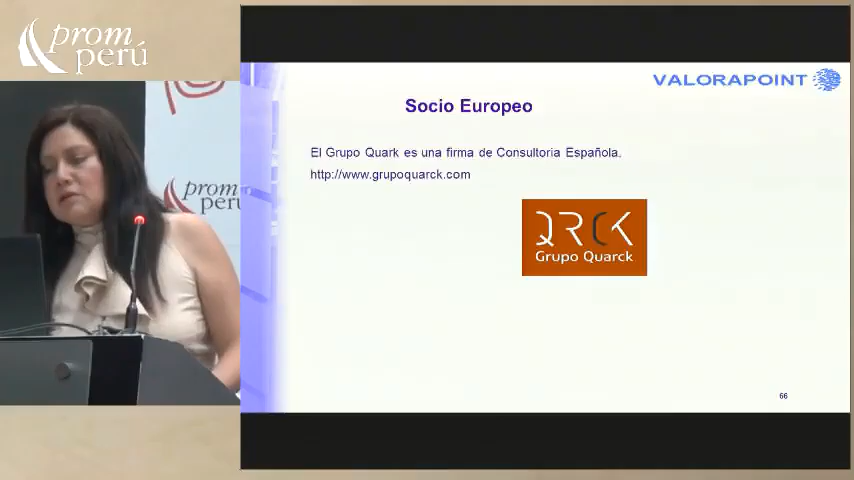 prom
perú
prom
perú
VALORAPOINT
Socio Europeo
El Grupo Quark es una firma de Consultoria Española.
http://www.grupoquarck.com
QRCK
Grupo Quarck
66